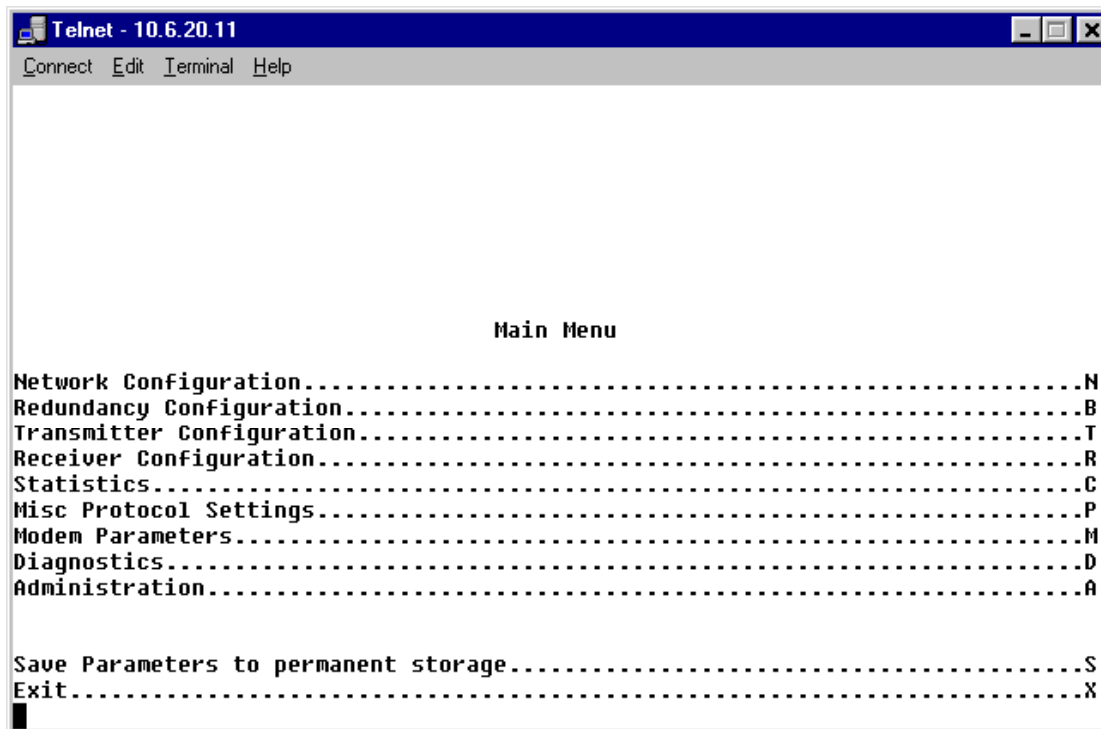 Telnet - 10.6.20.11
Connect Edit Terminal Help
Main Menu
Network Configuration.........................................................N
Redundancy Configuration......................................................B
Transmitter Configuration.....................................................T
Receiver Configuration........................................................R
Statistics....................................................................C
Misc Protocol Settings........................................................P
Modem Parameters..............................................................M
Diagnostics...................................................................D
Administration................................................................A
Save Parameters to permanent storage..........................................S
Exit..........................................................................X